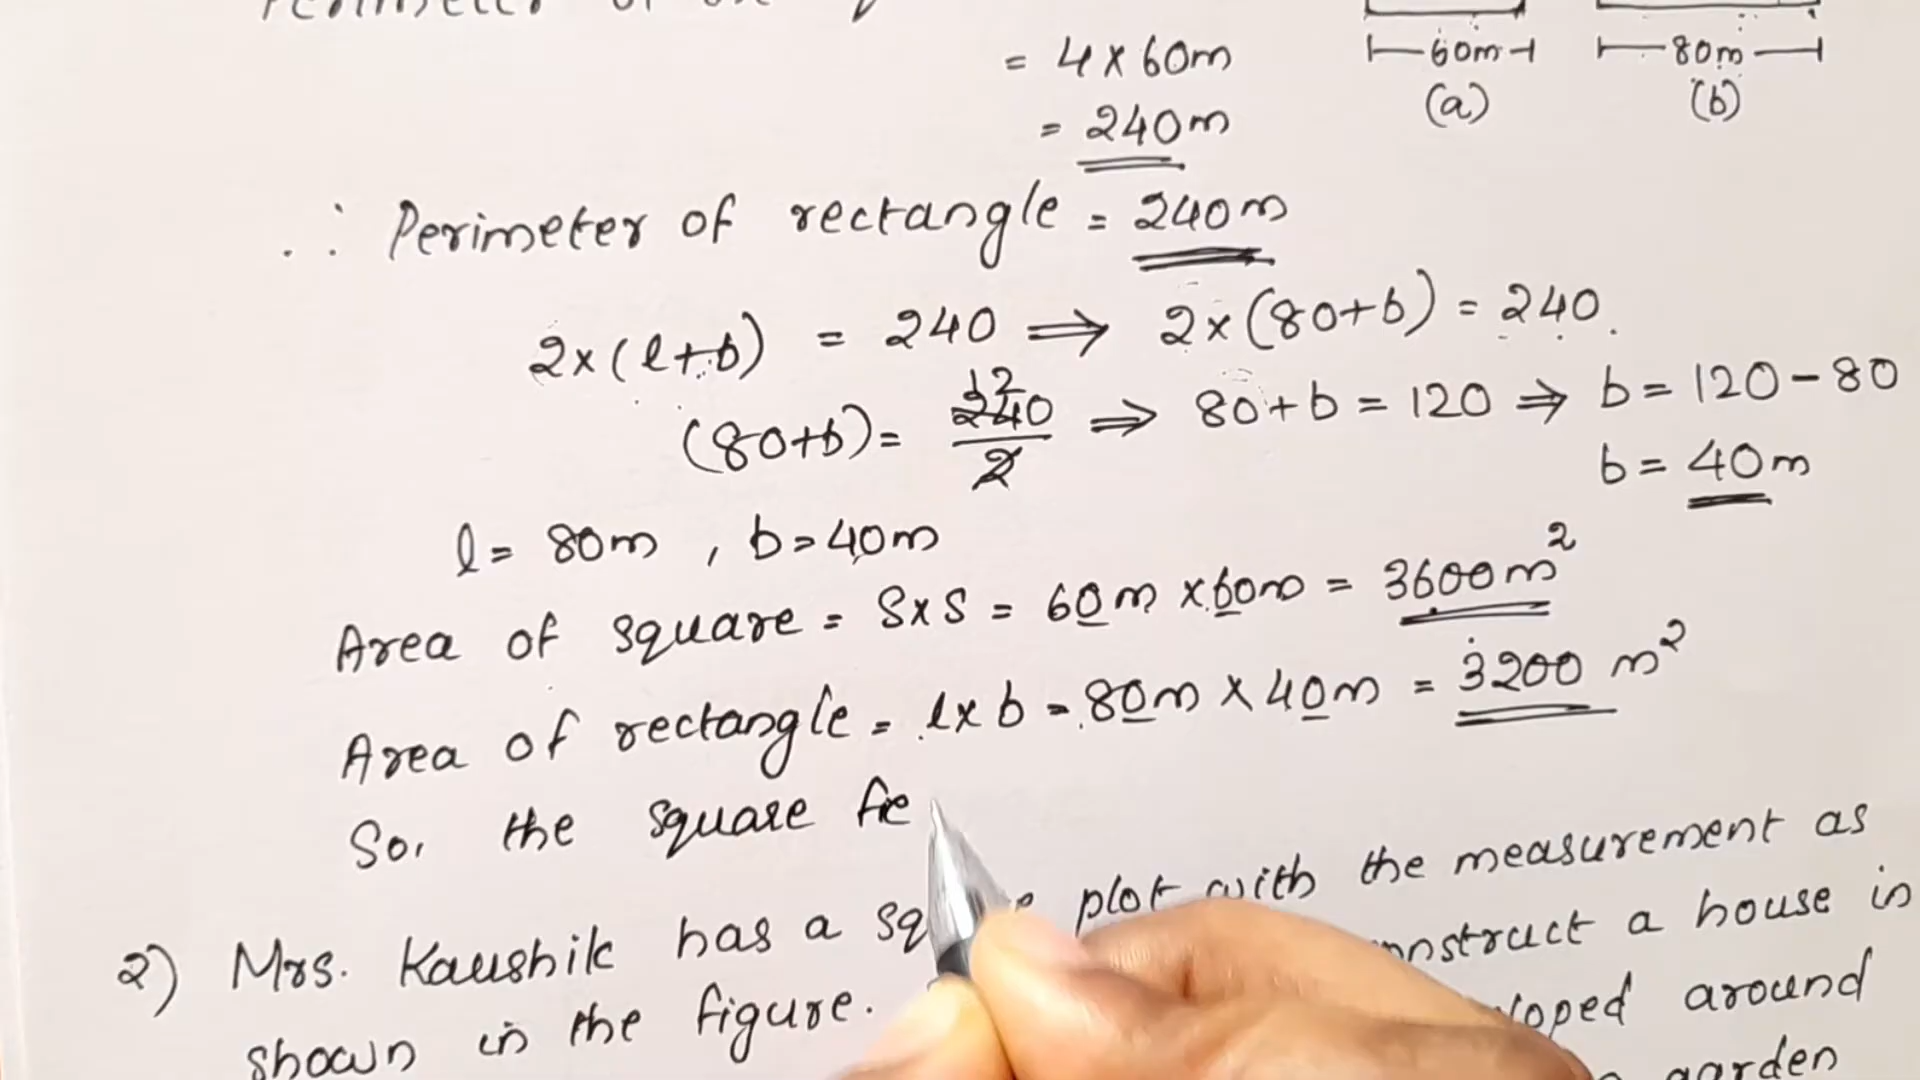 = 4 x 60m
60m
80m
(a)
(b)
= 240m
∴ Perimeter of rectangle = 240m
2x(l+b) = 240 ⇒ 2x(80+b) = 240.
(80+b) = 240/2 12 ⇒ 80+b = 120 ⇒ b = 120-80
b = 40m
l = 80m , b = 40m
Area of square = SxS = 60m x 60m = 3600m²
Area of rectangle = lxb = 80m x 40m = 3200 m²
So, the square fie
2) Mrs. Kaushik has a plot with the measurement as
shown in the figure. a house in
around
garden